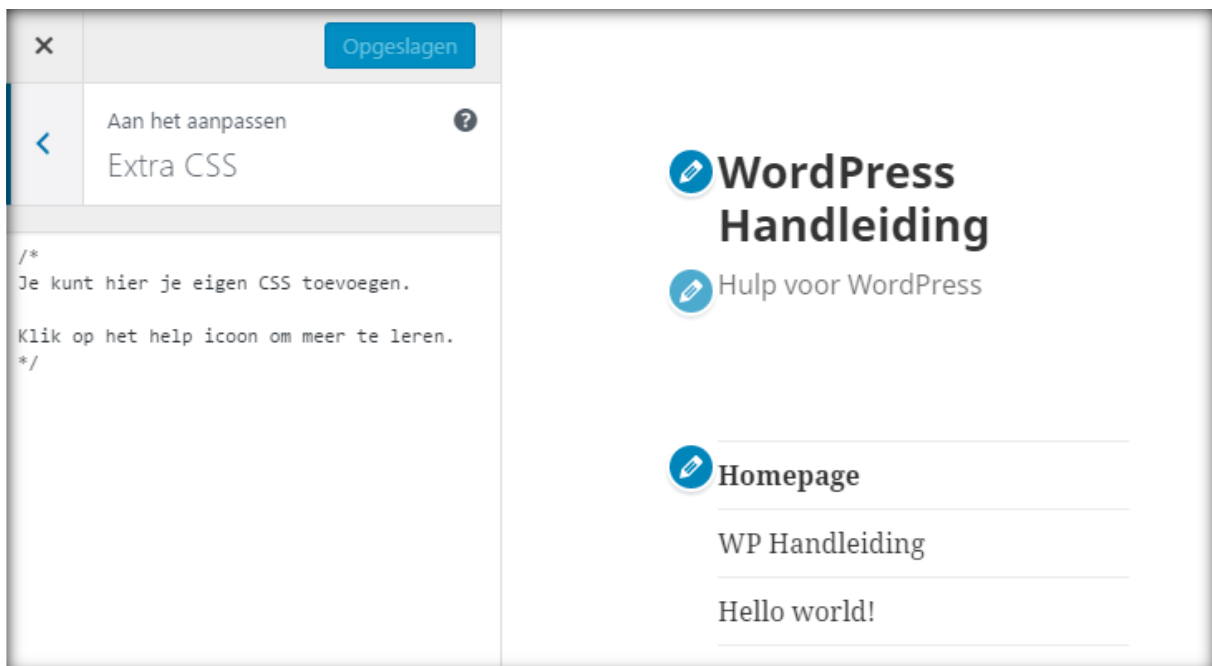 Opgeslagen
Aan het aanpassen
Extra CSS
/*
Je kunt hier je eigen CSS toevoegen.
Klik op het help icoon om meer te leren.
*/
WordPress
Handleiding
Hulp voor WordPress
Homepage
WP Handleiding
Hello world!